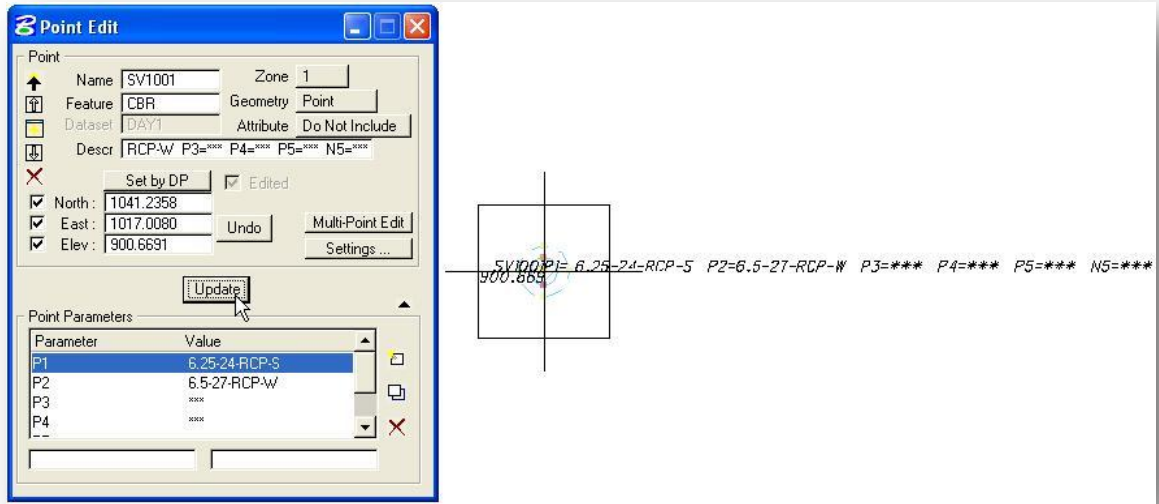 Point Edit
Point
Name SV1001 Zone 1
Feature CBR Geometry Point
Dataset DAY1 Attribute Do Not Include
Descr RCP-W P3=*** P4=*** P5=*** N5=***
Set by DP Edited
North : 1041.2358
East : 1017.0080 Undo Multi-Point Edit
Elev : 900.6691 Settings ...
Update
Point Parameters
Parameter Value
P1 6.25-24-RCP-S
P2 6.5-27-RCP-W
P3 ***
P4 ***
P1= 6.25-24-RCP-S P2=6.5-27-RCP-W P3=*** P4=*** P5=*** N5=***
900.669